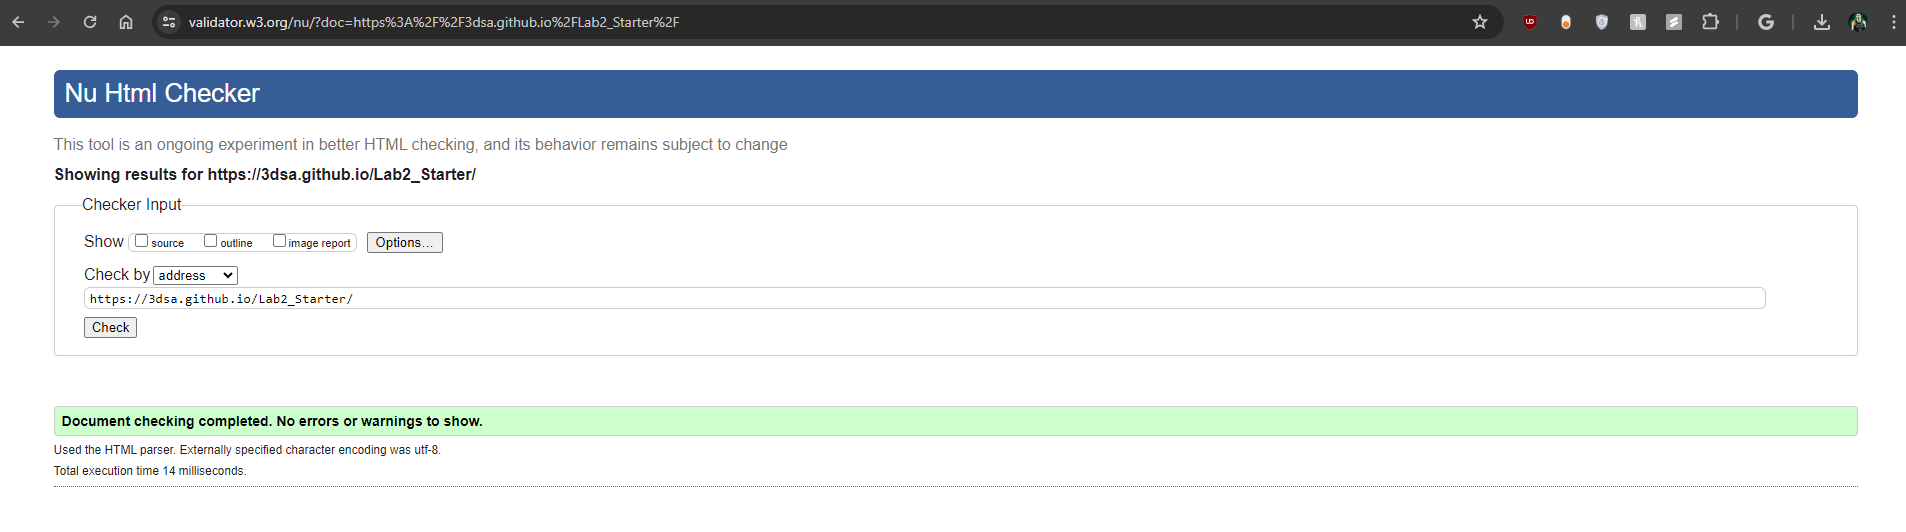 validator.w3.org/nu/?doc=https%3A%2F%2F3dsa.github.io%2FLab2_Starter%2F
Nu Html Checker
This tool is an ongoing experiment in better HTML checking, and its behavior remains subject to change
Showing results for https://3dsa.github.io/Lab2_Starter/
Checker Input
Show source outline image report Options...
Check by address
https://3dsa.github.io/Lab2_Starter/
Check
Document checking completed. No errors or warnings to show.
Used the HTML parser. Externally specified character encoding was utf-8.
Total execution time 14 milliseconds.